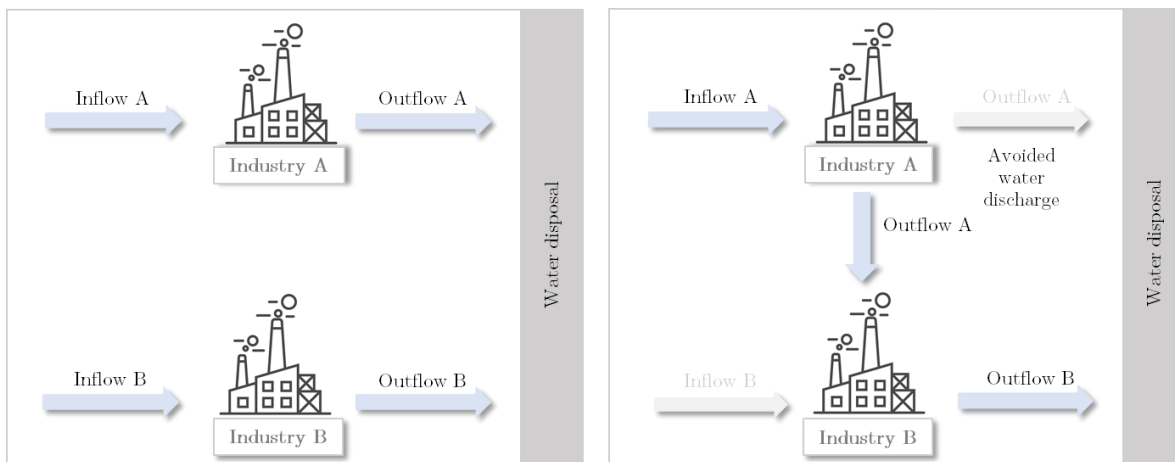 Inflow A
Outflow A
Industry A
Inflow B
Outflow B
Industry B
Water disposal
Inflow A
Outflow A
Industry A
Avoided
water
discharge
Outflow A
Inflow B
Outflow B
Industry B
Water disposal